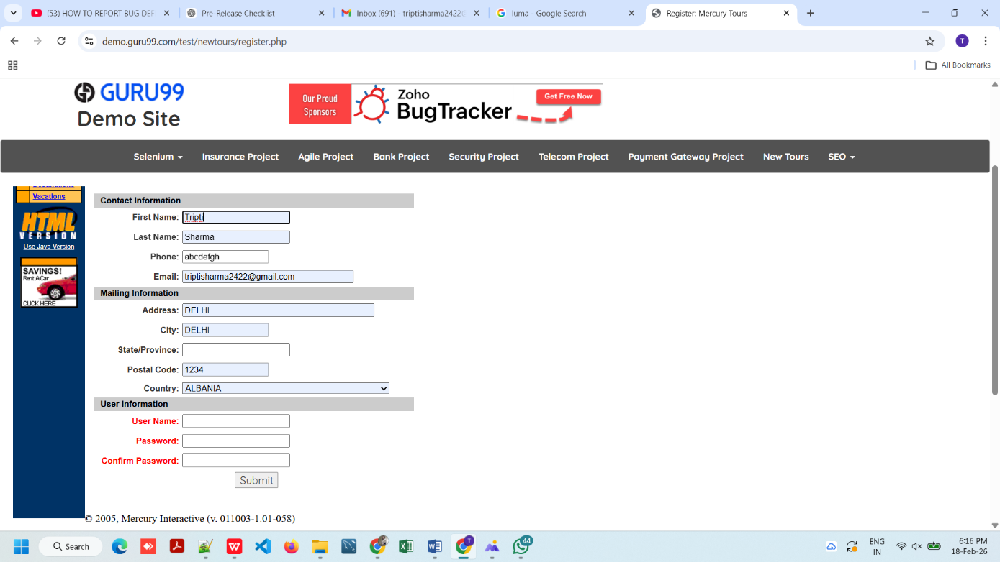 (53) HOW TO REPORT BUG DEF
Pre-Release Checklist
Inbox (691) - triptisharma2422@
luma - Google Search
Register: Mercury Tours
demo.guru99.com/test/newtours/register.php
T
All Bookmarks
GURU99
Demo Site
Our Proud
Sponsors
Zoho
BugTracker
Get Free Now
Selenium
Insurance Project
Agile Project
Bank Project
Security Project
Telecom Project
Payment Gateway Project
New Tours
SEO
Vacations
HTML
VERSION
Use Java Version
SAVINGS!
Rent A Car
CLICK HERE
Contact Information
First Name: Tripti
Last Name: Sharma
Phone: abcdefgh
Email: triptisharma2422@gmail.com
Mailing Information
Address: DELHI
City: DELHI
State/Province:
Postal Code: 1234
Country: ALBANIA
User Information
User Name:
Password:
Confirm Password:
Submit
© 2005, Mercury Interactive (v. 011003-1.01-058)
Search
T
44
ENG
IN
6:16 PM
18-Feb-26